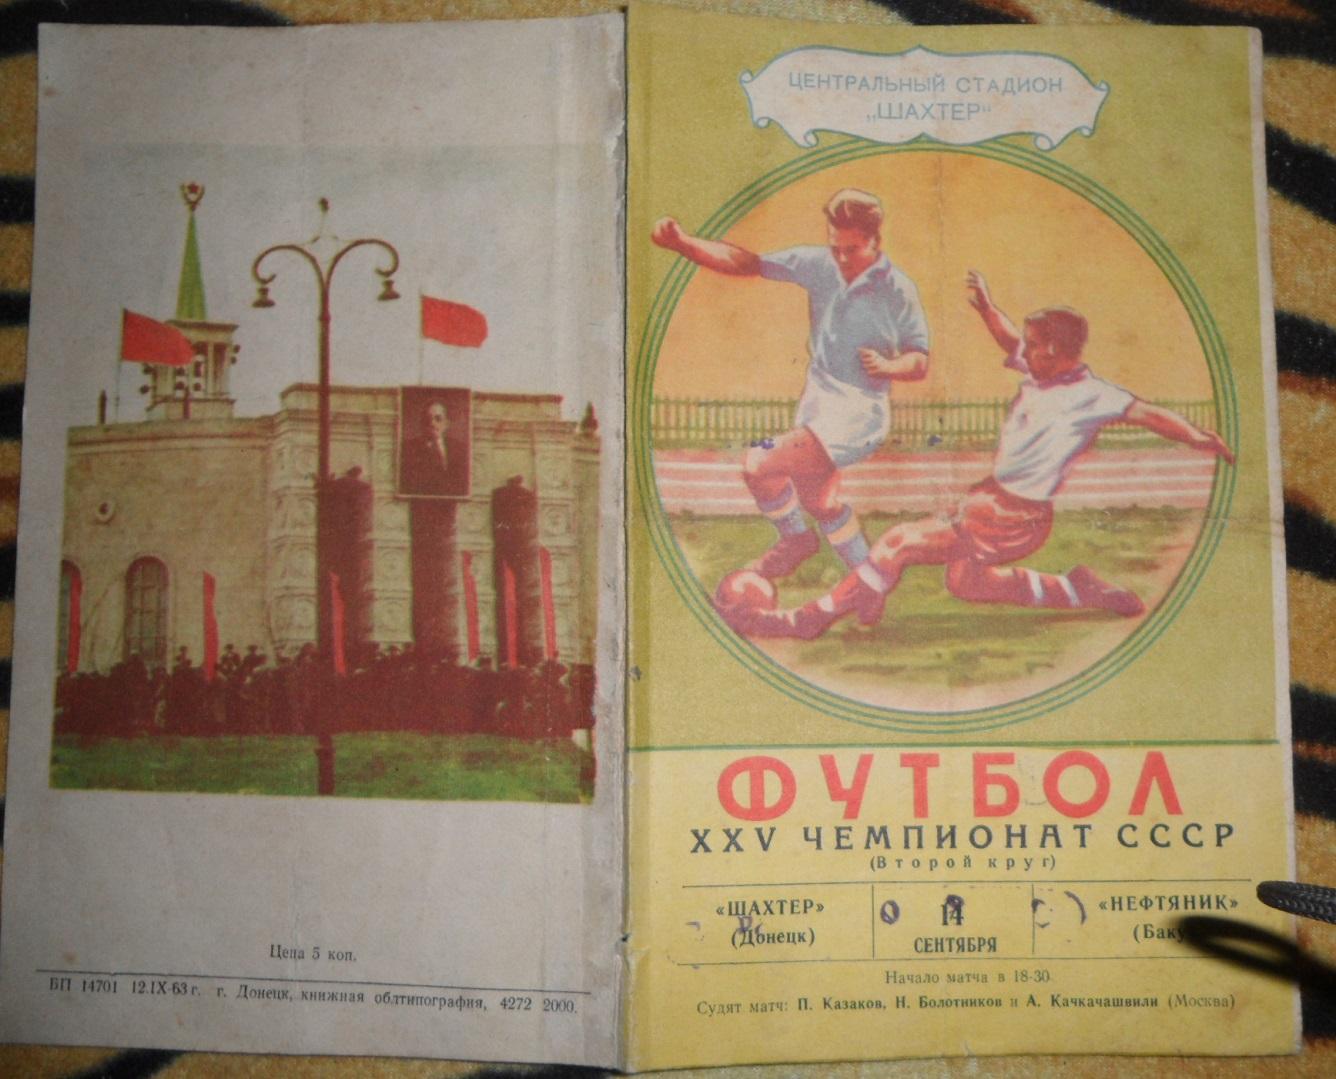 ЦЕНТРАЛЬНЫЙ СТАДИОН
„ШАХТЕР“
ФУТБОЛ
XXV ЧЕМПИОНАТ СССР
(Второй круг)
«ШАХТЕР»
(Донецк)
14
СЕНТЯБРЯ
«НЕФТЯНИК»
(Баку
Начало матча в 18-30.
Судят матч: П. Казаков, Н. Болотников и А. Качкачашвили (Москва)
Цена 5 коп.
БП 14701 12.IX-63 г. г. Донецк, книжная облтипография, 4272 2000.